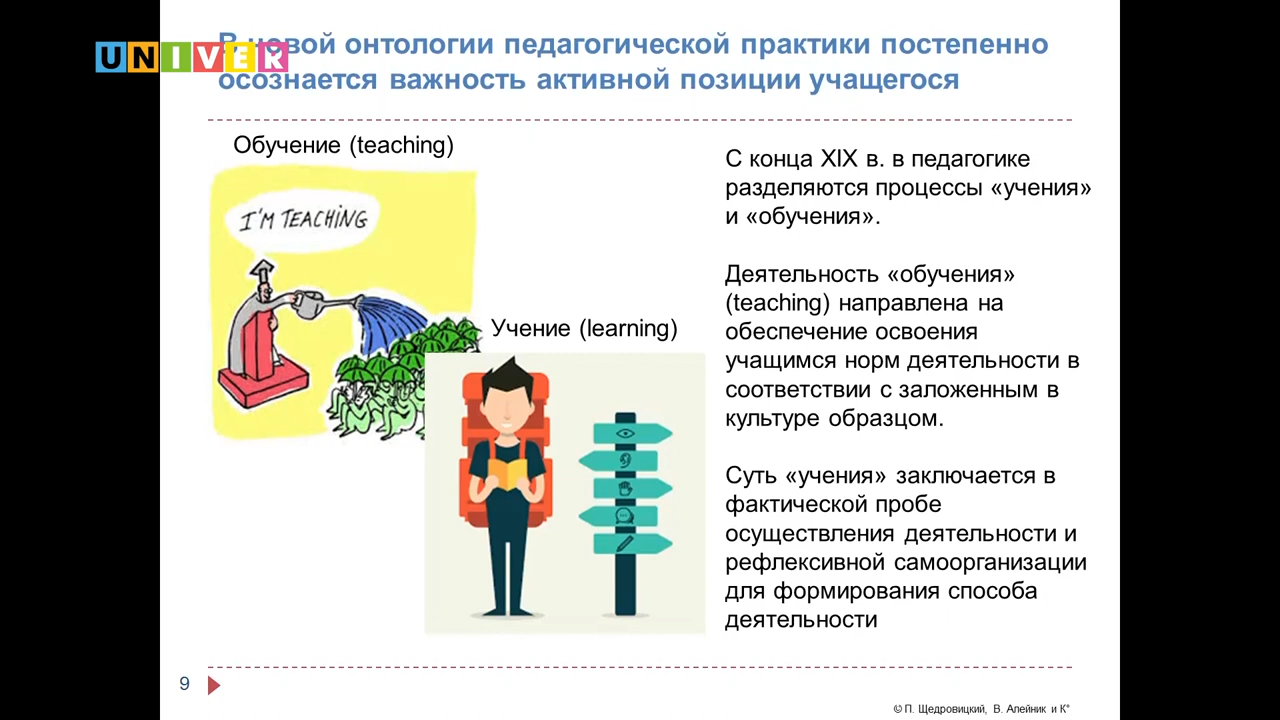 UNIVER
В новой онтологии педагогической практики постепенно
осознается важность активной позиции учащегося
Обучение (teaching)
I'M TEACHING
Учение (learning)
С конца XIX в. в педагогике
разделяются процессы «учения»
и «обучения».
Деятельность «обучения»
(teaching) направлена на
обеспечение освоения
учащимся норм деятельности в
соответствии с заложенным в
культуре образцом.
Суть «учения» заключается в
фактической пробе
осуществления деятельности и
рефлексивной самоорганизации
для формирования способа
деятельности
9
© П. Щедровицкий, В. Алейник и К°